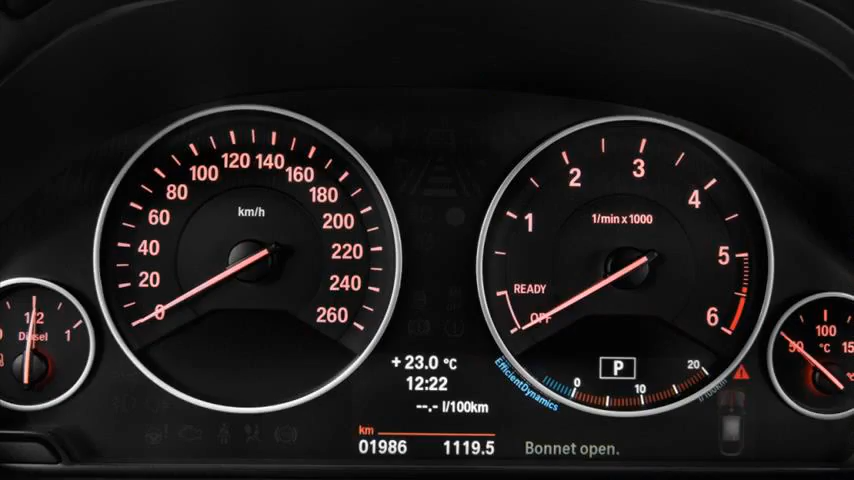 0
20
40
60
80
100
120
140
160
180
200
220
240
260
km/h
1/2
1
Diesel
1
2
3
4
5
6
1/min x 1000
READY
OFF
P
EfficientDynamics
0
10
20
l/100km
50
100
°C
+ 23.0 °C
12:22
--.- l/100km
km
01986 1119.5
Bonnet open.